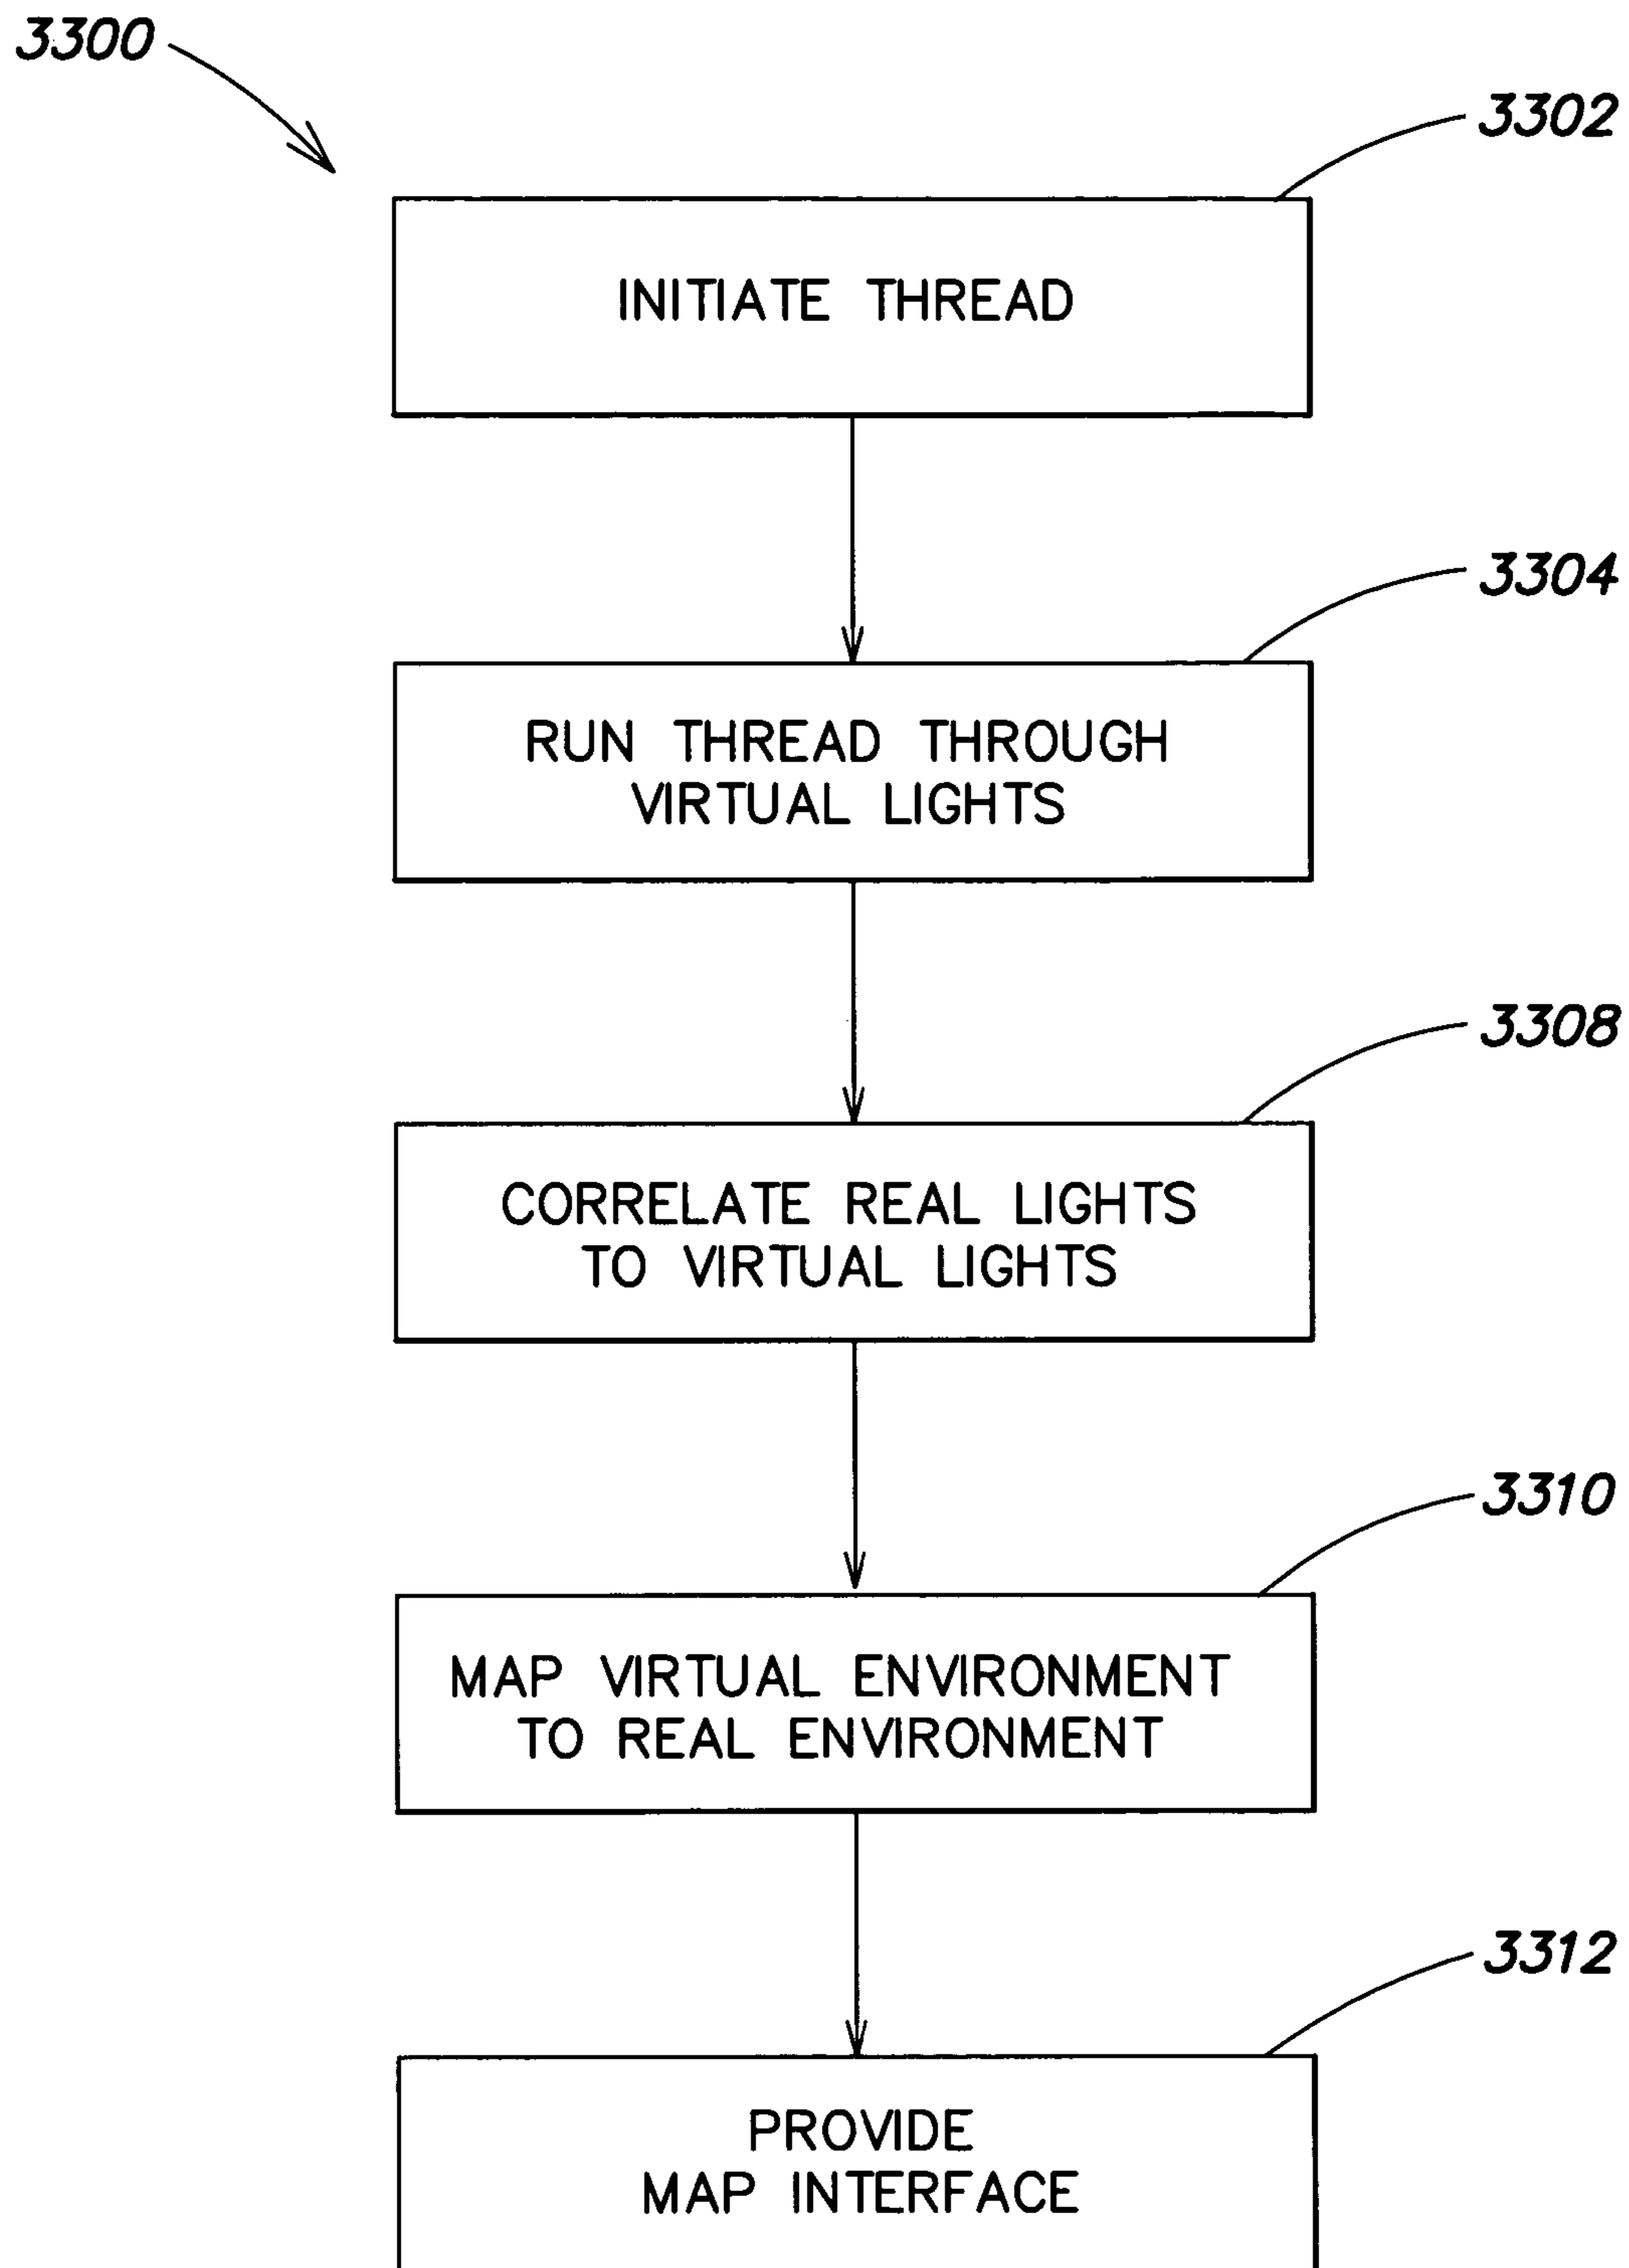 3300
3302
INITIATE THREAD
3304
RUN THREAD THROUGH
VIRTUAL LIGHTS
3308
CORRELATE REAL LIGHTS
TO VIRTUAL LIGHTS
3310
MAP VIRTUAL ENVIRONMENT
TO REAL ENVIRONMENT
3312
PROVIDE
MAP INTERFACE